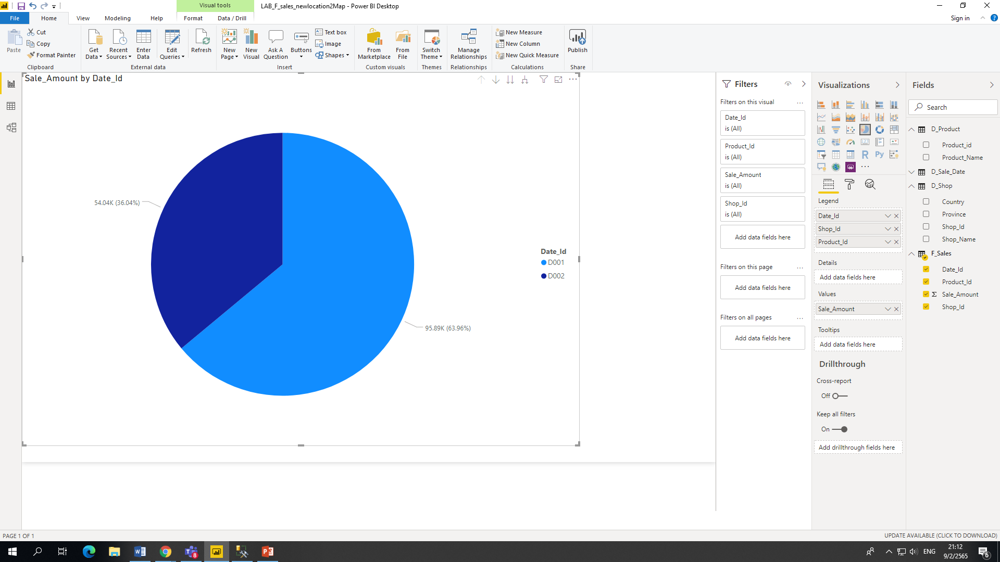 Visual tools
LAB_F_sales_newlocation2Map - Power BI Desktop
File
Home
View
Modeling
Help
Format
Data / Drill
Sign in
?
Paste
Cut
Copy
Format Painter
Clipboard
Get
Data
Recent
Sources
Enter
Data
Edit
Queries
Refresh
External data
New
Page
New
Visual
Ask A
Question
Buttons
Text box
Image
Shapes
Insert
From
Marketplace
From
File
Custom visuals
Switch
Theme
Themes
Manage
Relationships
Relationships
New Measure
New Column
New Quick Measure
Calculations
Publish
Share
Sale_Amount by Date_Id
54.04K (36.04%)
95.89K (63.96%)
Date_Id
D001
D002
Filters
Filters on this visual
...
Date_Id
is (All)
Product_Id
is (All)
Sale_Amount
is (All)
Shop_Id
is (All)
Add data fields here
Filters on this page
...
Add data fields here
Filters on all pages
...
Add data fields here
Visualizations
R
Py
Legend
Date_Id
Shop_Id
Product_Id
Details
Add data fields here
Values
Sale_Amount
Tooltips
Add data fields here
Drillthrough
Cross-report
Off
Keep all filters
On
Add drillthrough fields here
Fields
Search
D_Product
Product_id
Product_Name
D_Sale_Date
D_Shop
Country
Province
Shop_Id
Shop_Name
F_Sales
Date_Id
Product_Id
Σ Sale_Amount
Shop_Id
PAGE 1 OF 1
UPDATE AVAILABLE (CLICK TO DOWNLOAD)
8
ENG
21:12
9/2/2565
6